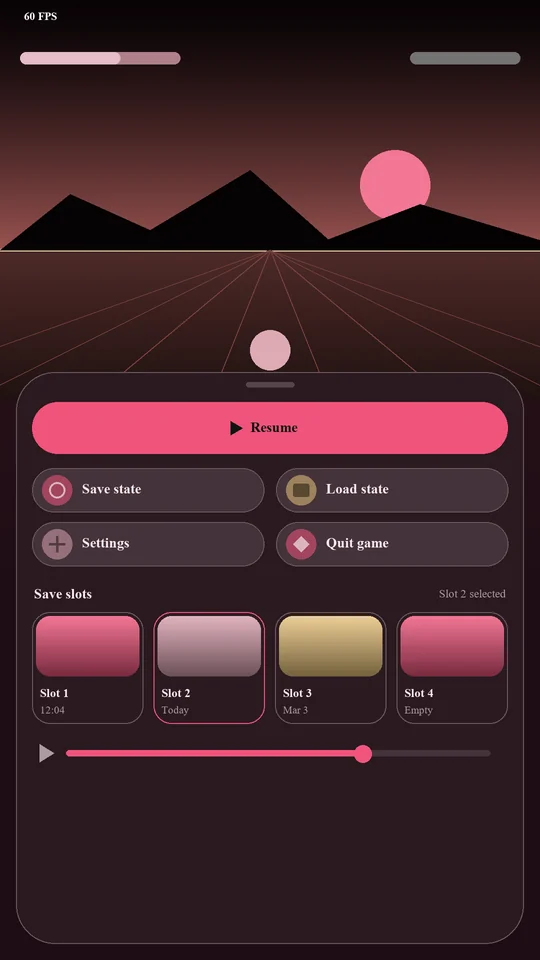 60 FPS
Resume
Save state
Load state
Settings
Quit game
Save slots
Slot 2 selected
Slot 1
12:04
Slot 2
Today
Slot 3
Mar 3
Slot 4
Empty